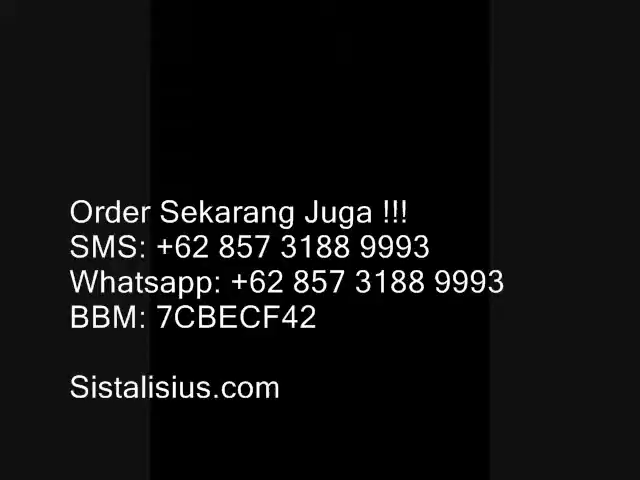 Order Sekarang Juga !!!
SMS: +62 857 3188 9993
Whatsapp: +62 857 3188 9993
BBM: 7CBECF42
Sistalisius.com